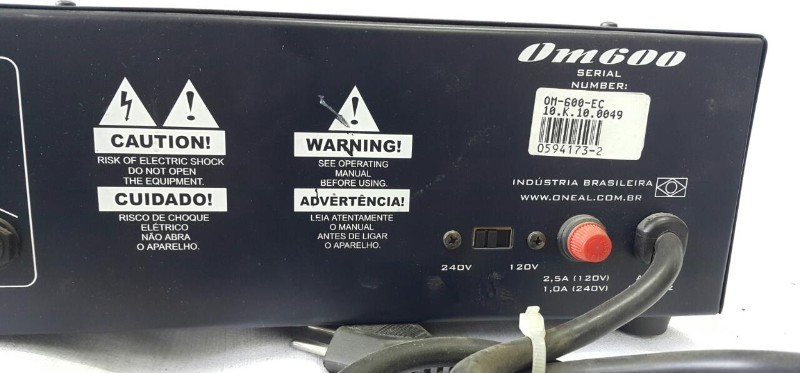 Om600
SERIAL
NUMBER:
OM-600-EC
10.K.10.0049
0594173-2
CAUTION!
RISK OF ELECTRIC SHOCK
DO NOT OPEN
THE EQUIPMENT.
CUIDADO!
RISCO DE CHOQUE
ELÉTRICO
NÃO ABRA
O APARELHO.
WARNING!
SEE OPERATING
MANUAL
BEFORE USING.
ADVERTÊNCIA!
LEIA ATENTAMENTE
O MANUAL
ANTES DE LIGAR
O APARELHO.
INDÚSTRIA BRASILEIRA
WWW.ONEAL.COM.BR
240V
120V
2,5A (120V)
1,0A (240V)